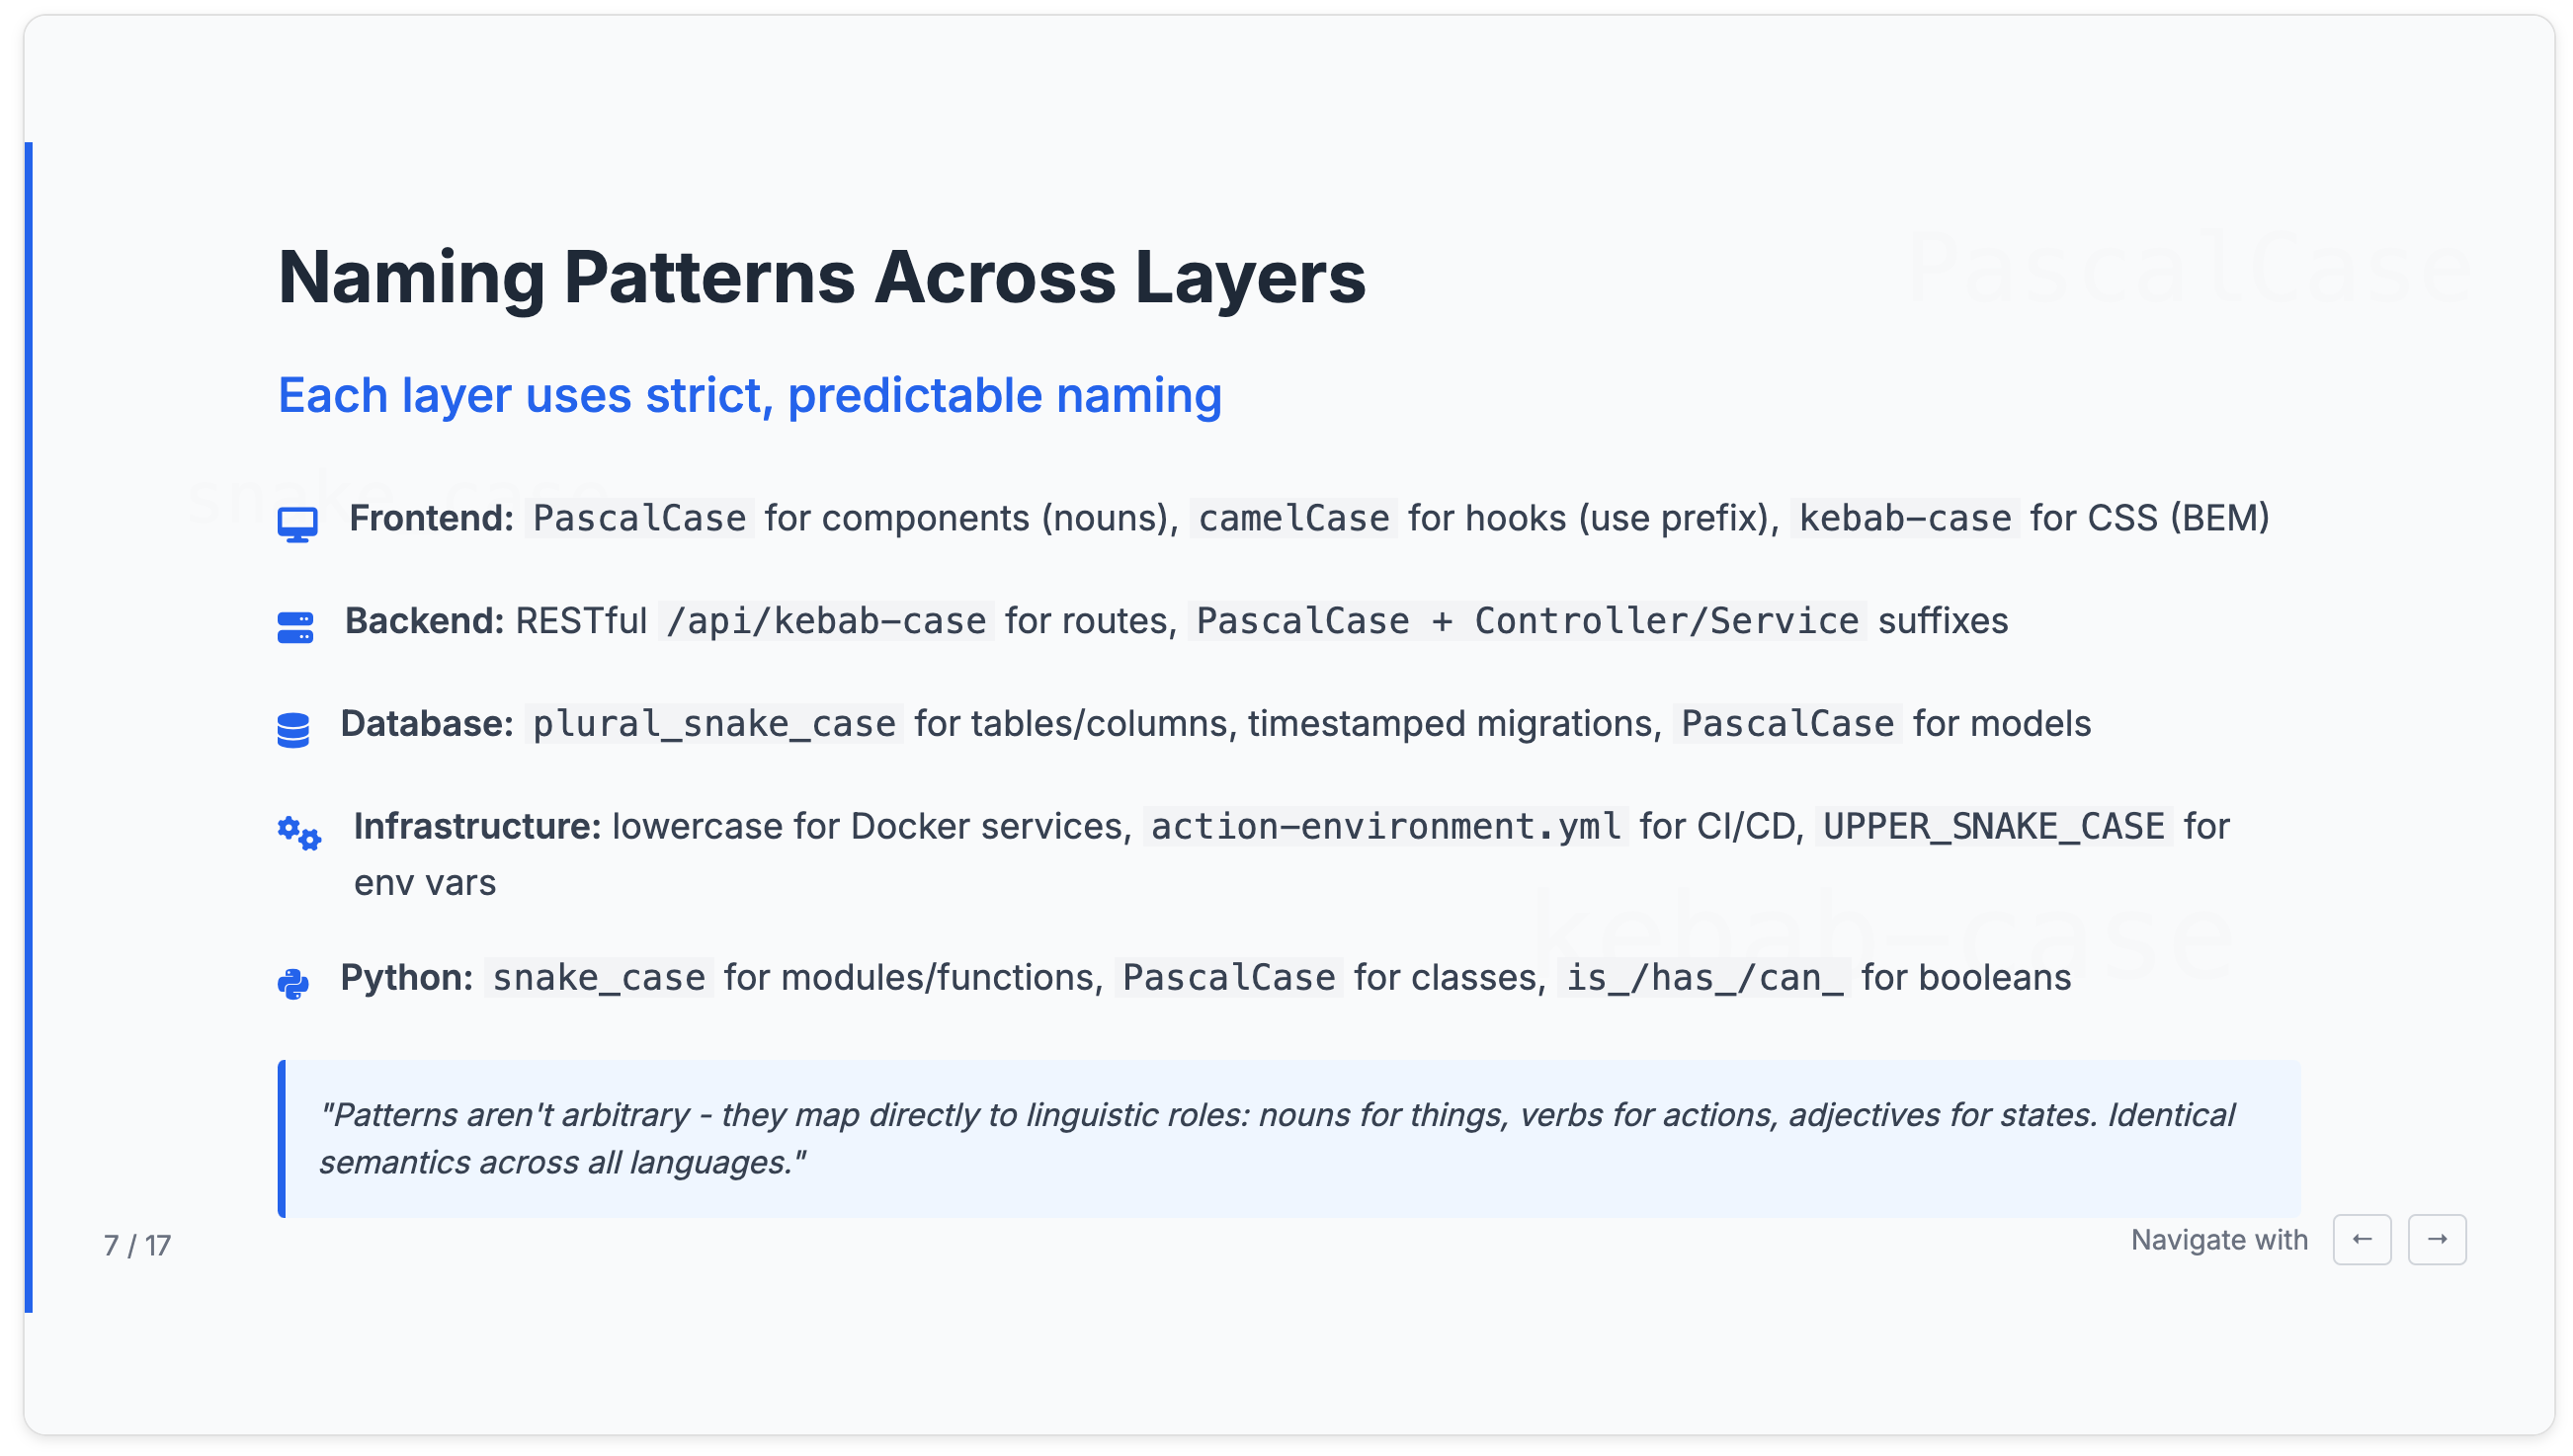 PascalCase
Naming Patterns Across Layers
Each layer uses strict, predictable naming
snake_case
Frontend: PascalCase for components (nouns), camelCase for hooks (use prefix), kebab-case for CSS (BEM)
Backend: RESTful /api/kebab-case for routes, PascalCase + Controller/Service suffixes
Database: plural_snake_case for tables/columns, timestamped migrations, PascalCase for models
Infrastructure: lowercase for Docker services, action-environment.yml for CI/CD, UPPER_SNAKE_CASE for
env vars
kebab-case
Python: snake_case for modules/functions, PascalCase for classes, is_/has_/can_ for booleans
"Patterns aren't arbitrary - they map directly to linguistic roles: nouns for things, verbs for actions, adjectives for states. Identical
semantics across all languages."
7 / 17
Navigate with ← →